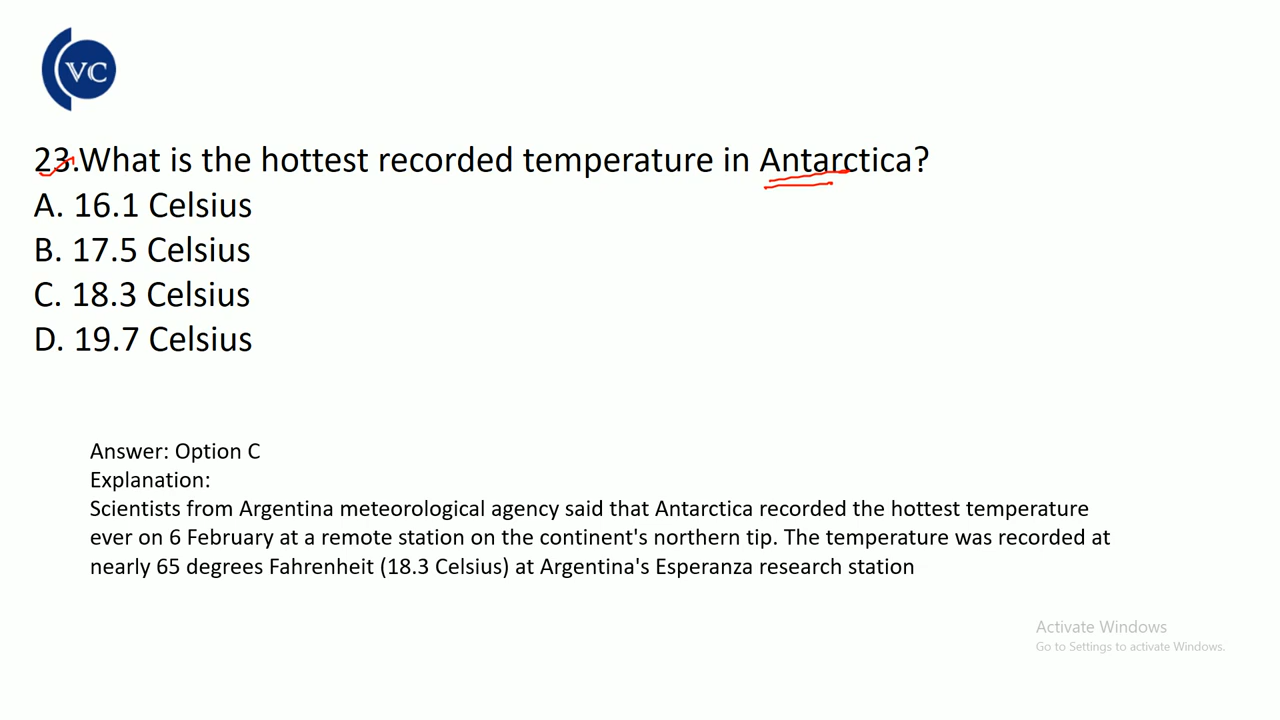 VC
23.What is the hottest recorded temperature in Antarctica?
A. 16.1 Celsius
B. 17.5 Celsius
C. 18.3 Celsius
D. 19.7 Celsius
Answer: Option C
Explanation:
Scientists from Argentina meteorological agency said that Antarctica recorded the hottest temperature
ever on 6 February at a remote station on the continent's northern tip. The temperature was recorded at
nearly 65 degrees Fahrenheit (18.3 Celsius) at Argentina's Esperanza research station
Activate Windows
Go to Settings to activate Windows.